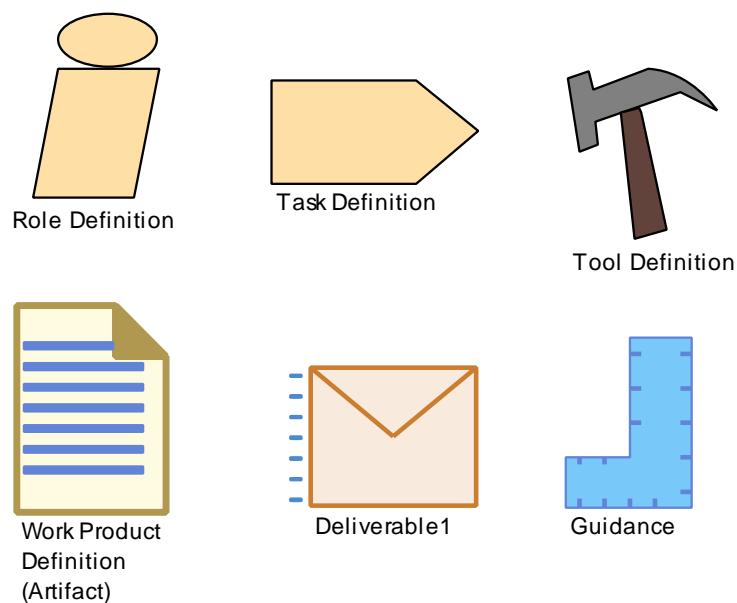 Role Definition
Task Definition
Tool Definition
Work Product
Definition
(Artifact)
Deliverable1
Guidance